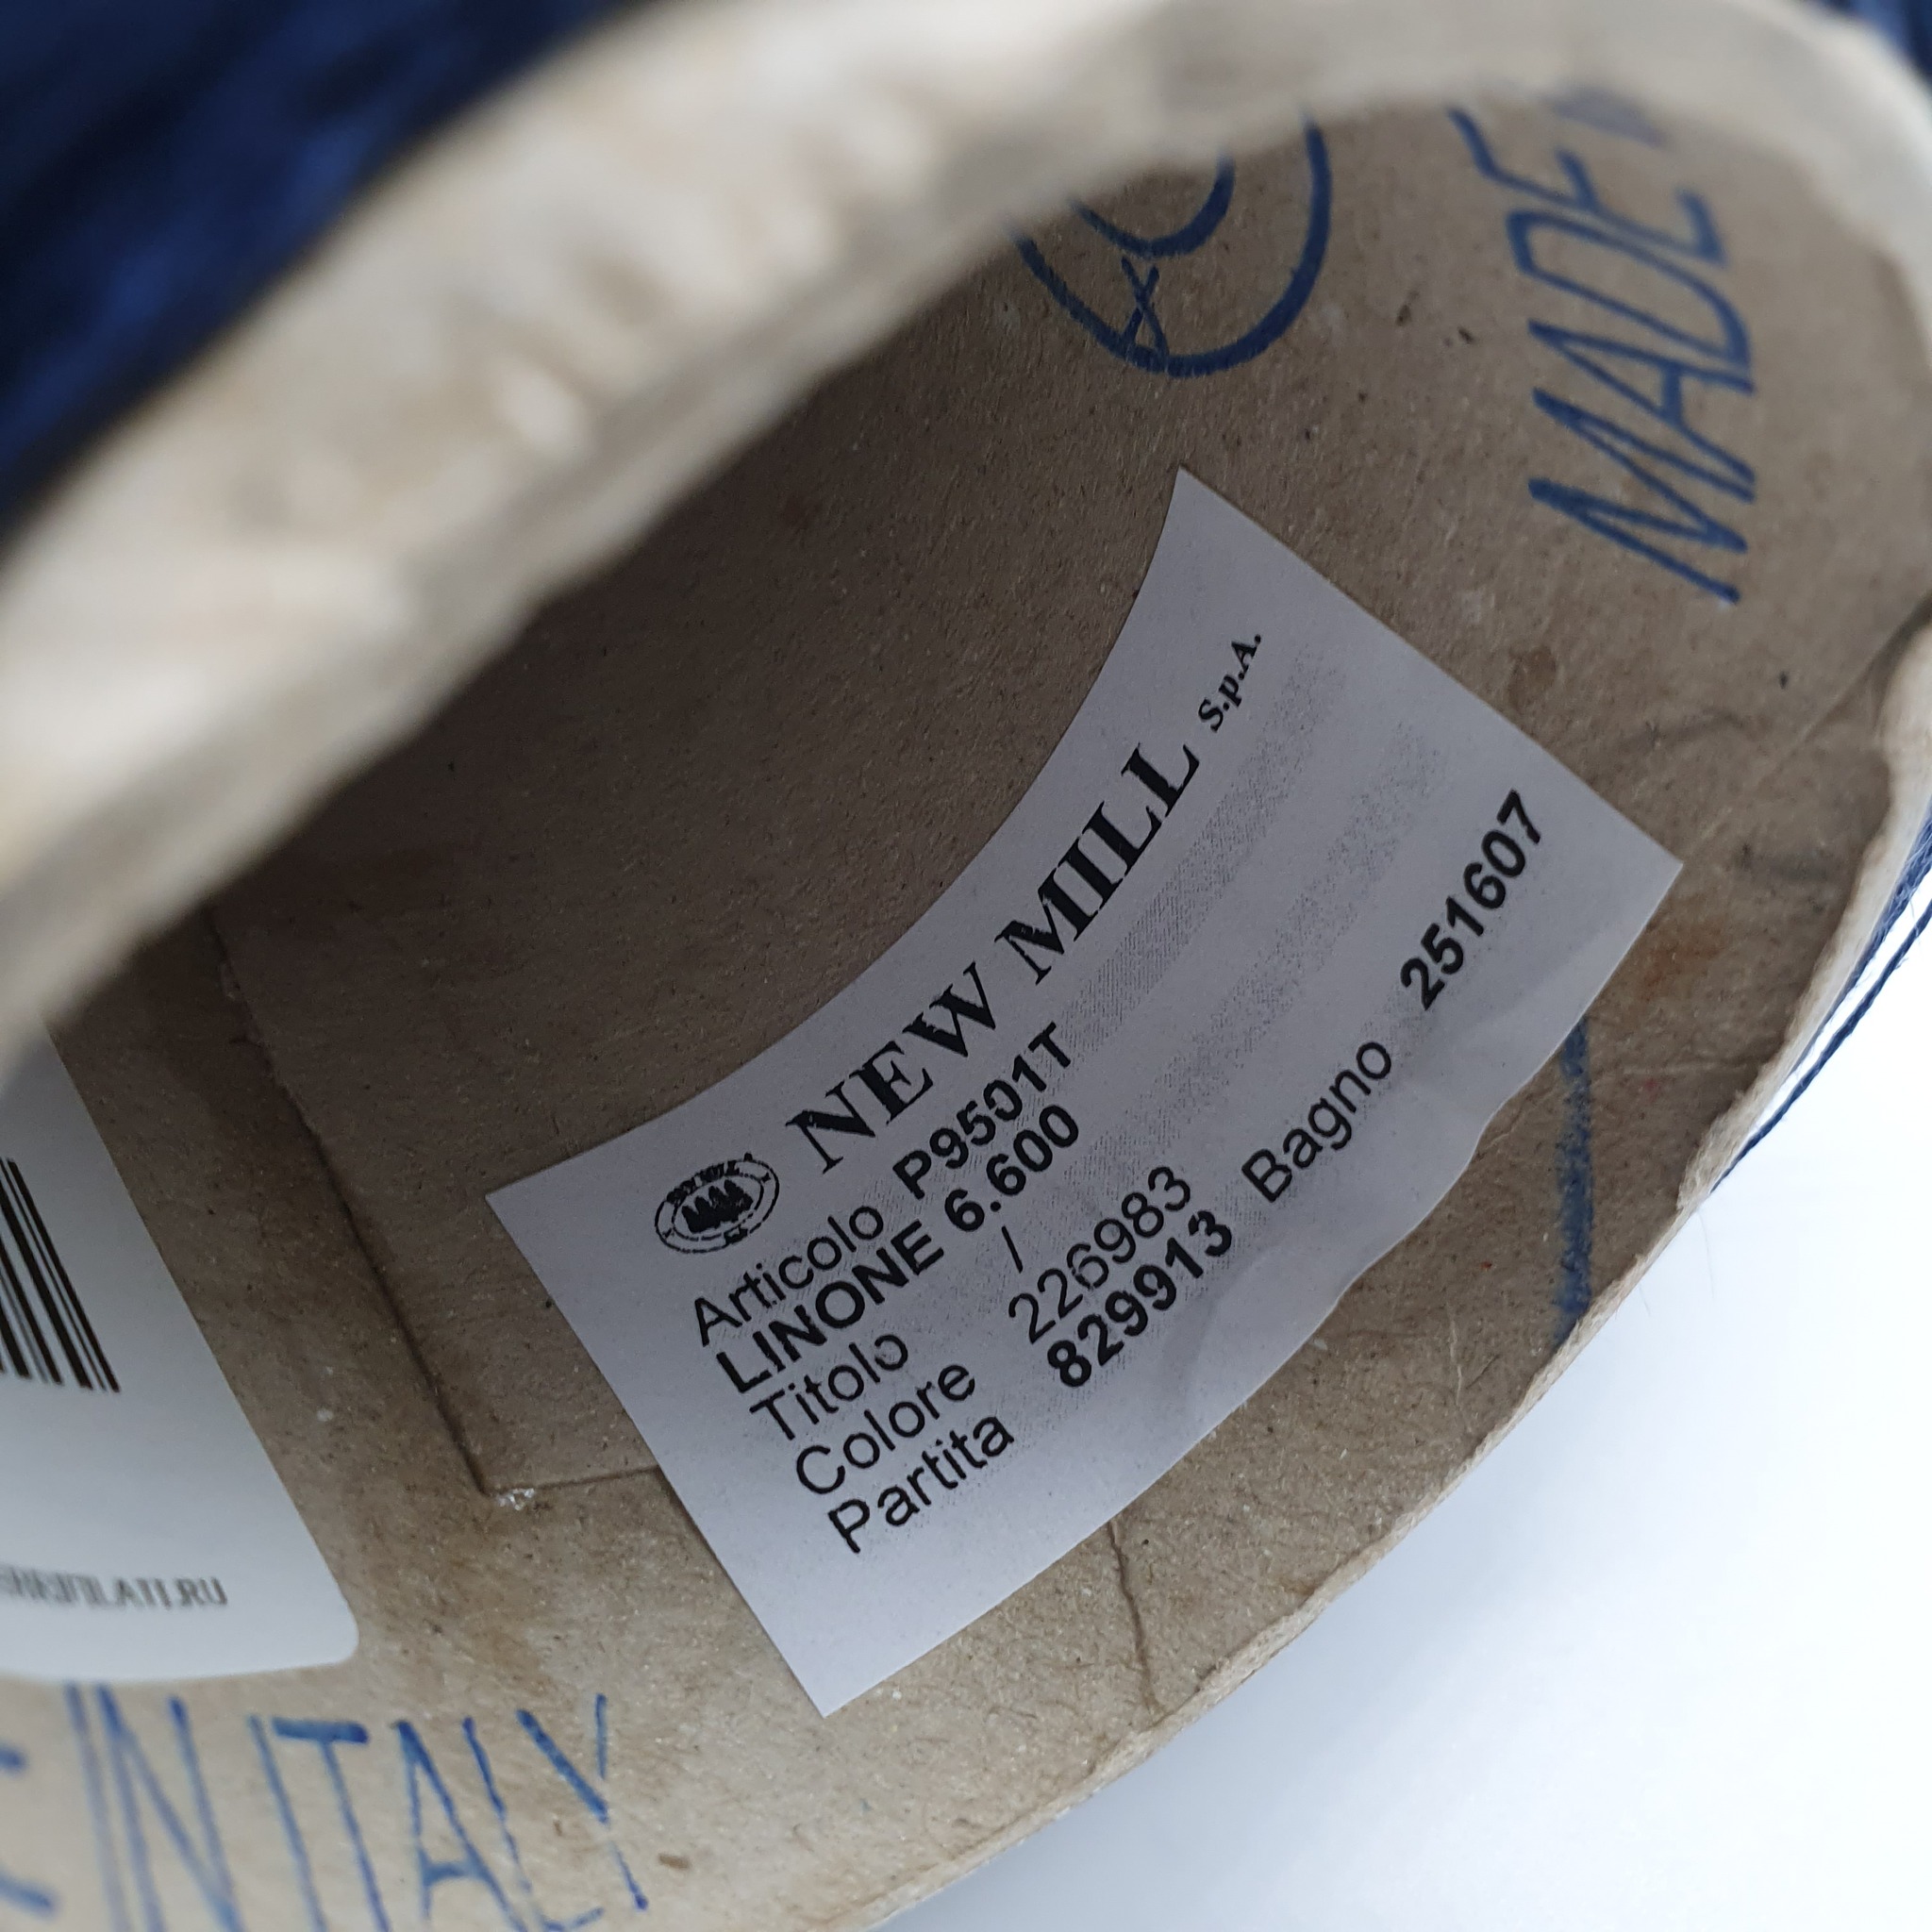 MADE
NEW MILL S.p.A.
Articolo P9501T
LINONE 6.600
Titolo /
Colore 226983
Partita 829913 Bagno 251607
IN ITALY